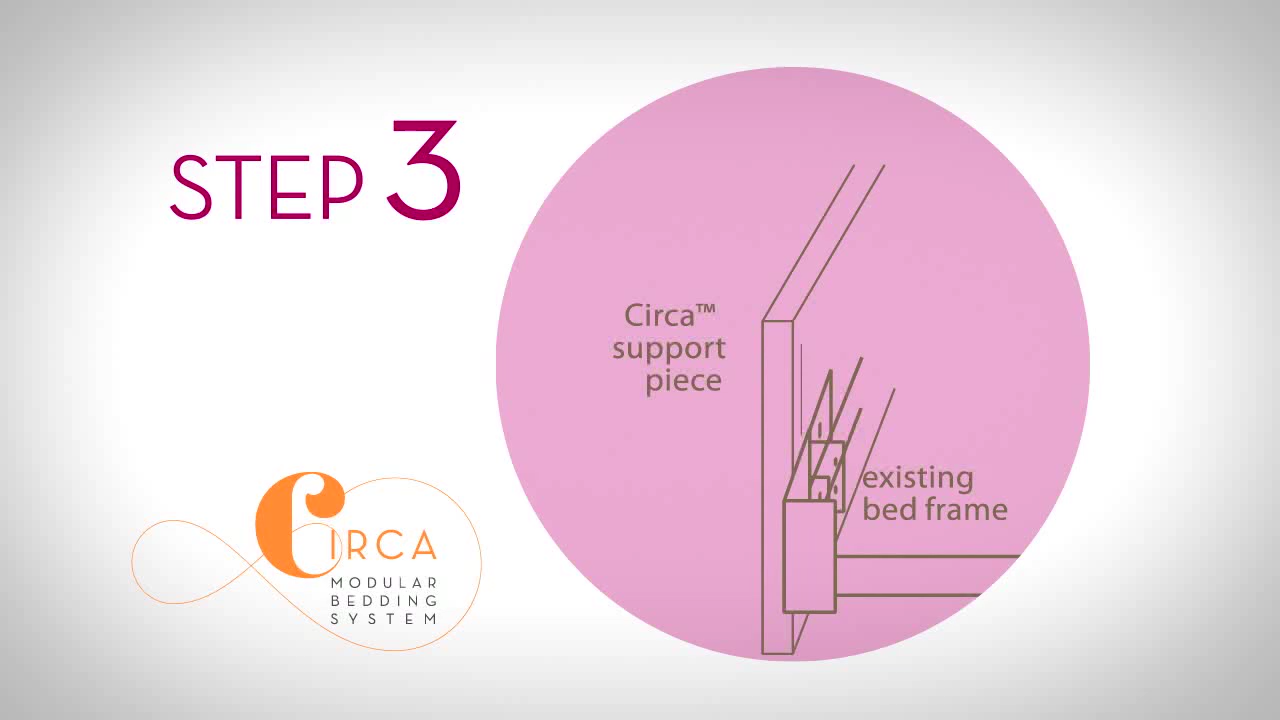 STEP 3
Circa™
support
piece
existing
bed frame
CIRCA
MODULAR
BEDDING
SYSTEM